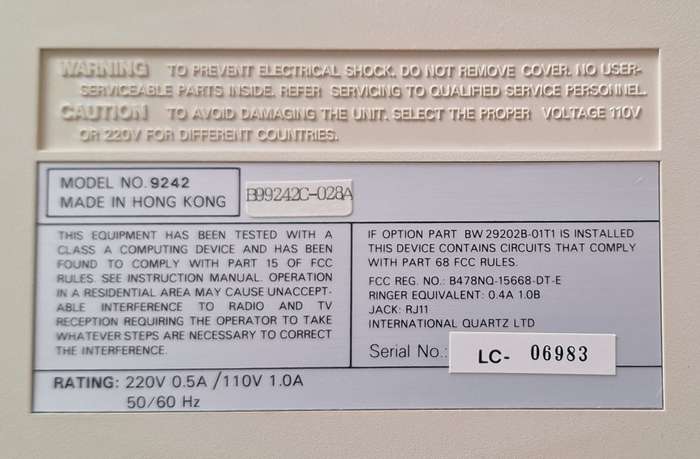 WARNING TO PREVENT ELECTRICAL SHOCK. DO NOT REMOVE COVER. NO USER-
SERVICEABLE PARTS INSIDE. REFER SERVICING TO QUALIFIED SERVICE PERSONNEL.
CAUTION TO AVOID DAMAGING THE UNIT. SELECT THE PROPER VOLTAGE 110V
OR 220V FOR DIFFERENT COUNTRIES.
MODEL NO. 9242
MADE IN HONG KONG
B99242C-028A
THIS EQUIPMENT HAS BEEN TESTED WITH A
CLASS A COMPUTING DEVICE AND HAS BEEN
FOUND TO COMPLY WITH PART 15 OF FCC
RULES. SEE INSTRUCTION MANUAL. OPERATION
IN A RESIDENTIAL AREA MAY CAUSE UNACCEPT-
ABLE INTERFERENCE TO RADIO AND TV
RECEPTION REQUIRING THE OPERATOR TO TAKE
WHATEVER STEPS ARE NECESSARY TO CORRECT
THE INTERFERENCE.
IF OPTION PART BW 29202B-01T1 IS INSTALLED
THIS DEVICE CONTAINS CIRCUITS THAT COMPLY
WITH PART 68 FCC RULES.
FCC REG. NO.: B478NQ-15668-DT-E
RINGER EQUIVALENT: 0.4A 1.0B
JACK: RJ11
INTERNATIONAL QUARTZ LTD
Serial No.: LC- 06983
RATING: 220V 0.5A / 110V 1.0A
50/60 Hz